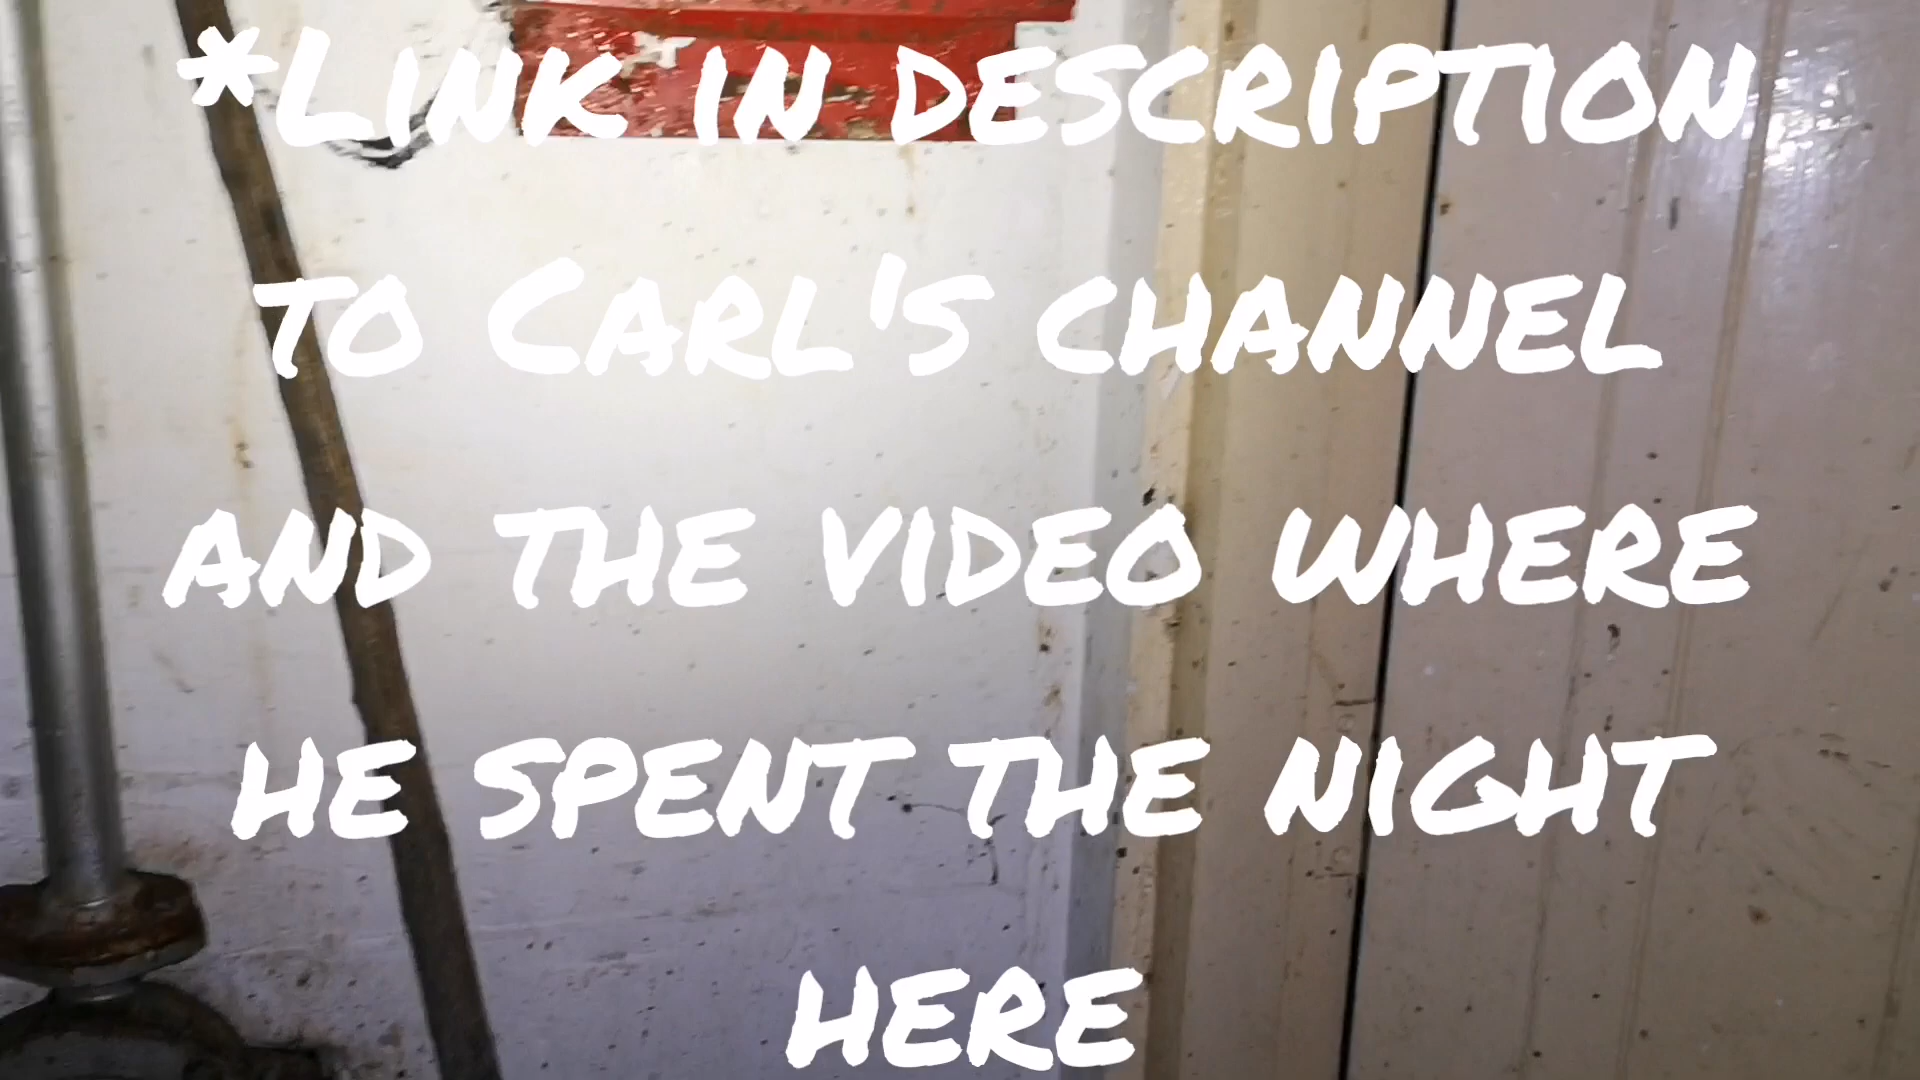 *Link in description
to Carl's channel
and the video where
he spent the night
here